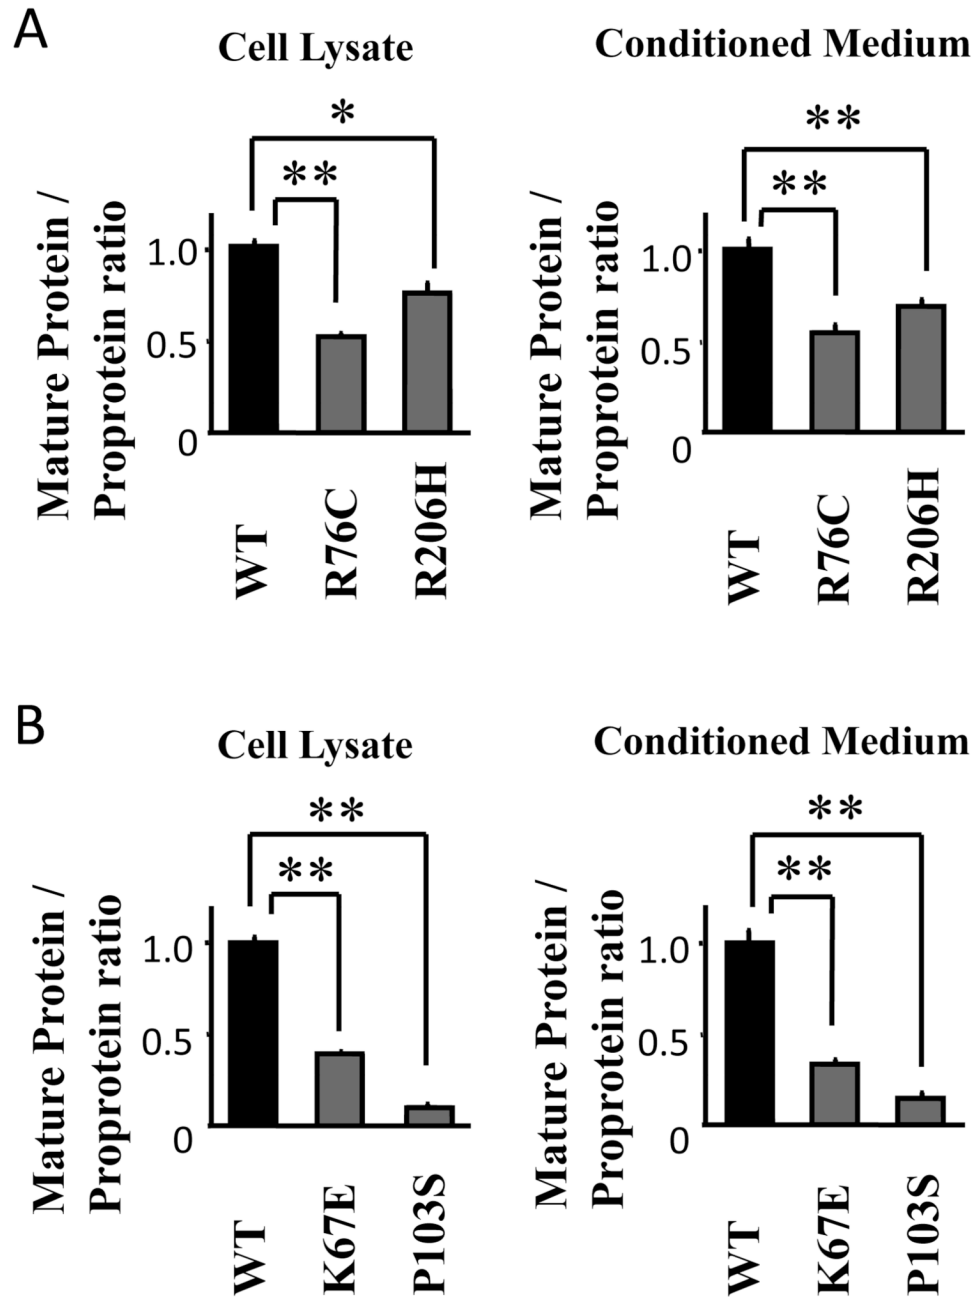 A
Cell Lysate
Conditioned Medium
*
**
Mature Protein /
Proprotein ratio
1.0
0.5
0
WT
R76C
R206H
**
**
Mature Protein /
Proprotein ratio
1.0
0.5
0
WT
R76C
R206H
B
Cell Lysate
Conditioned Medium
**
**
Mature Protein /
Proprotein ratio
1.0
0.5
0
WT
K67E
P103S
**
**
Mature Protein /
Proprotein ratio
1.0
0.5
0
WT
K67E
P103S